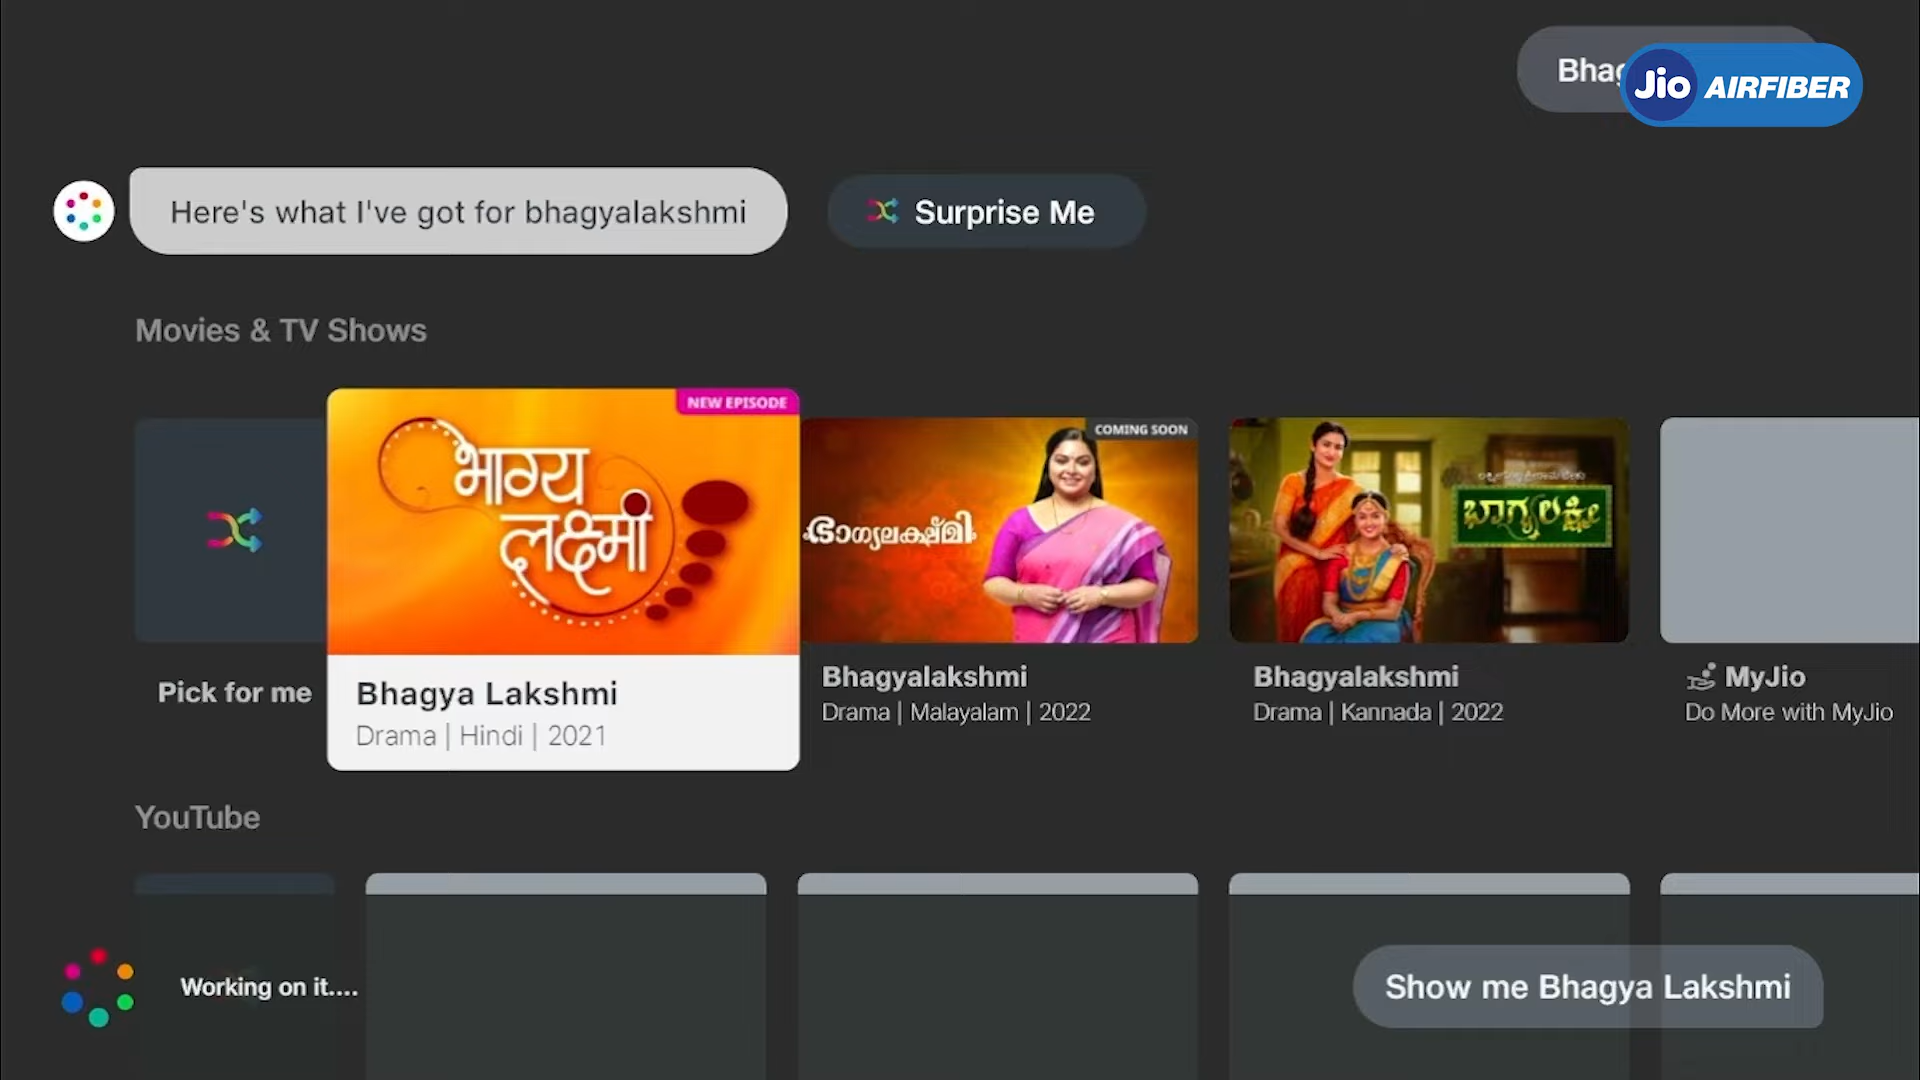 Bhag
Jio AIRFIBER
Here's what I've got for bhagyalakshmi
Surprise Me
Movies & TV Shows
NEW EPISODE
भाग्य
लक्ष्मी
COMING SOON
ഭാഗ്യലക്ഷ്മി
ಭಾಗ್ಯಲಕ್ಷ್ಮೀ
Pick for me
Bhagya Lakshmi
Drama | Hindi | 2021
Bhagyalakshmi
Drama | Malayalam | 2022
Bhagyalakshmi
Drama | Kannada | 2022
MyJio
Do More with MyJio
YouTube
Working on it....
Show me Bhagya Lakshmi